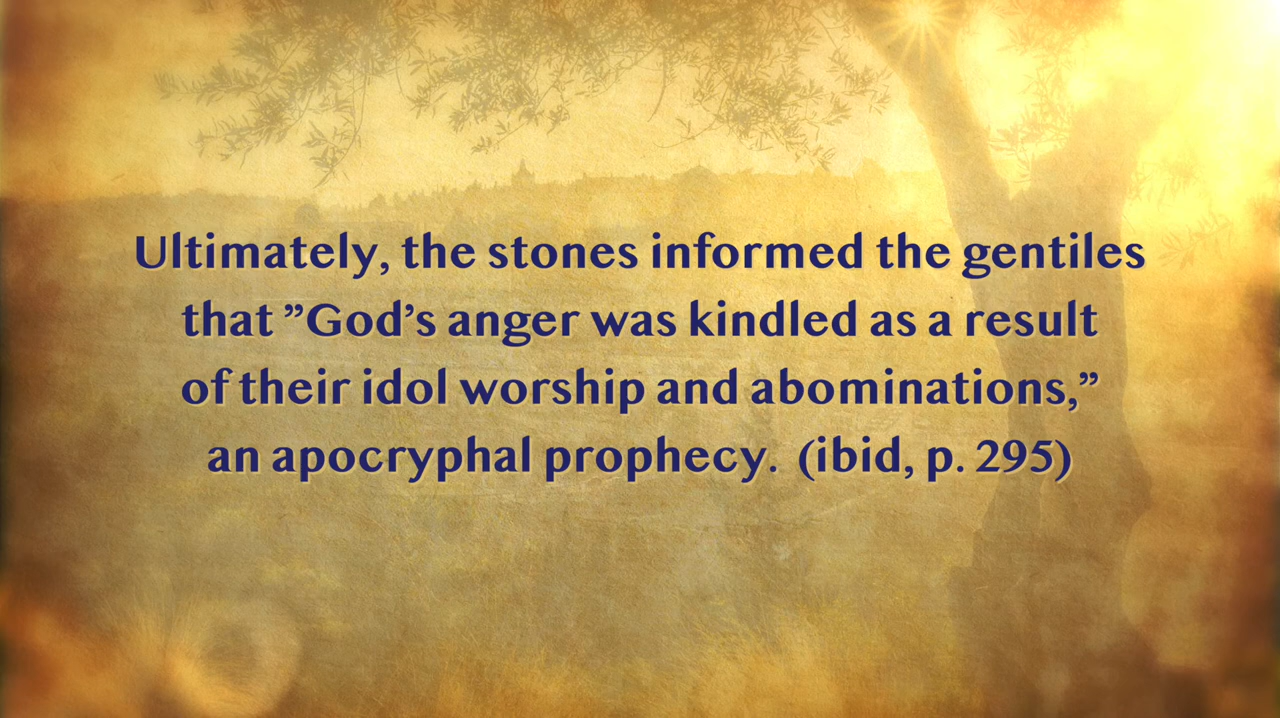 Ultimately, the stones informed the gentiles
that ”God’s anger was kindled as a result
of their idol worship and abominations,”
an apocryphal prophecy.  (ibid, p. 295)